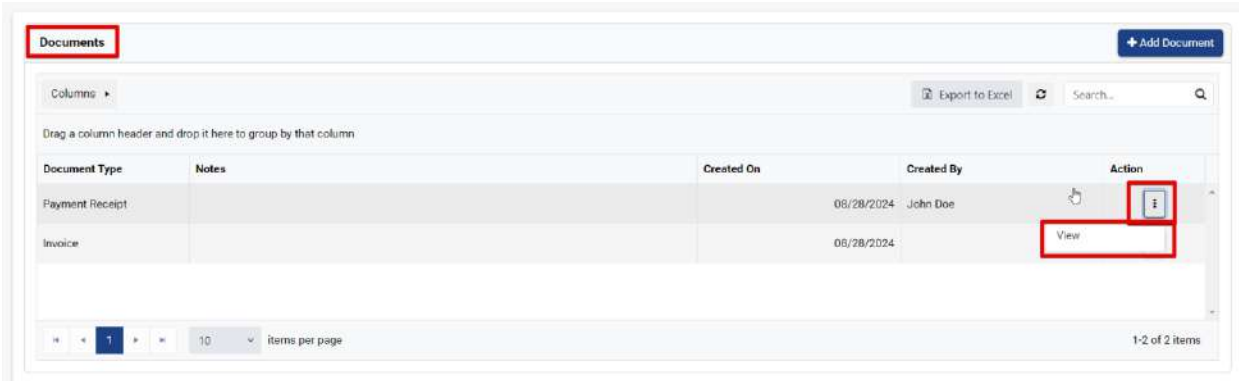 Documents
+ Add Document
Columns
Export to Excel
Search...
Drag a column header and drop it here to group by that column
Document Type Notes Created On Created By Action
Payment Receipt 08/28/2024 John Doe
Invoice 08/28/2024
View
1 10 items per page 1-2 of 2 items